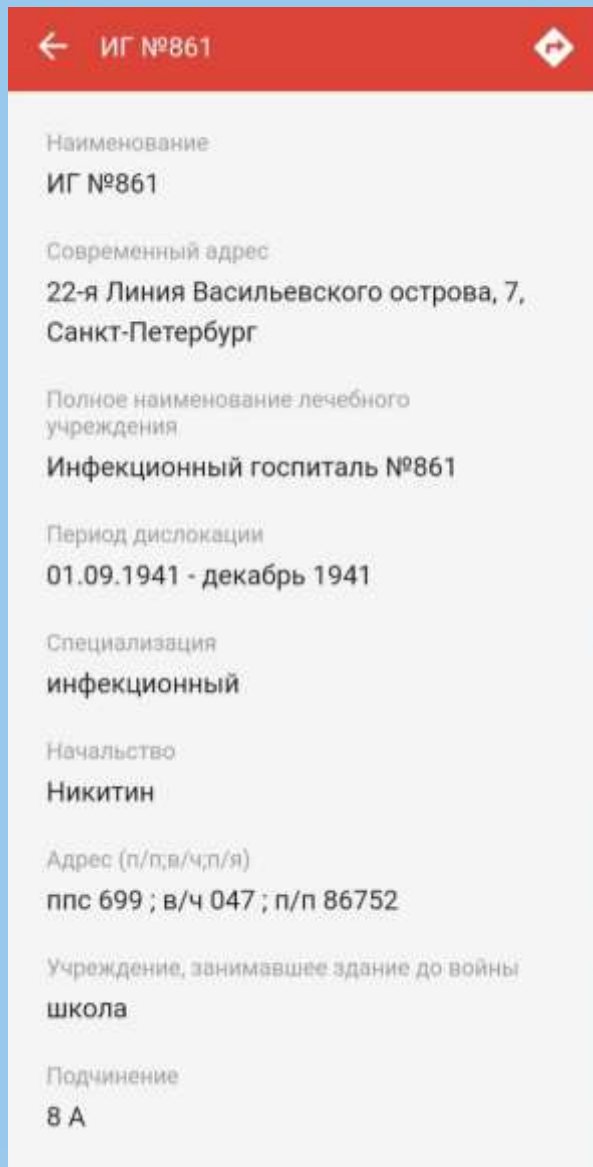 ИГ №861
Наименование
ИГ №861
Современный адрес
22-я Линия Васильевского острова, 7,
Санкт-Петербург
Полное наименование лечебного
учреждения
Инфекционный госпиталь №861
Период дислокации
01.09.1941 - декабрь 1941
Специализация
инфекционный
Начальство
Никитин
Адрес (п/п;в/ч;п/я)
ппс 699 ; в/ч 047 ; п/п 86752
Учреждение, занимавшее здание до войны
школа
Подчинение
8 А